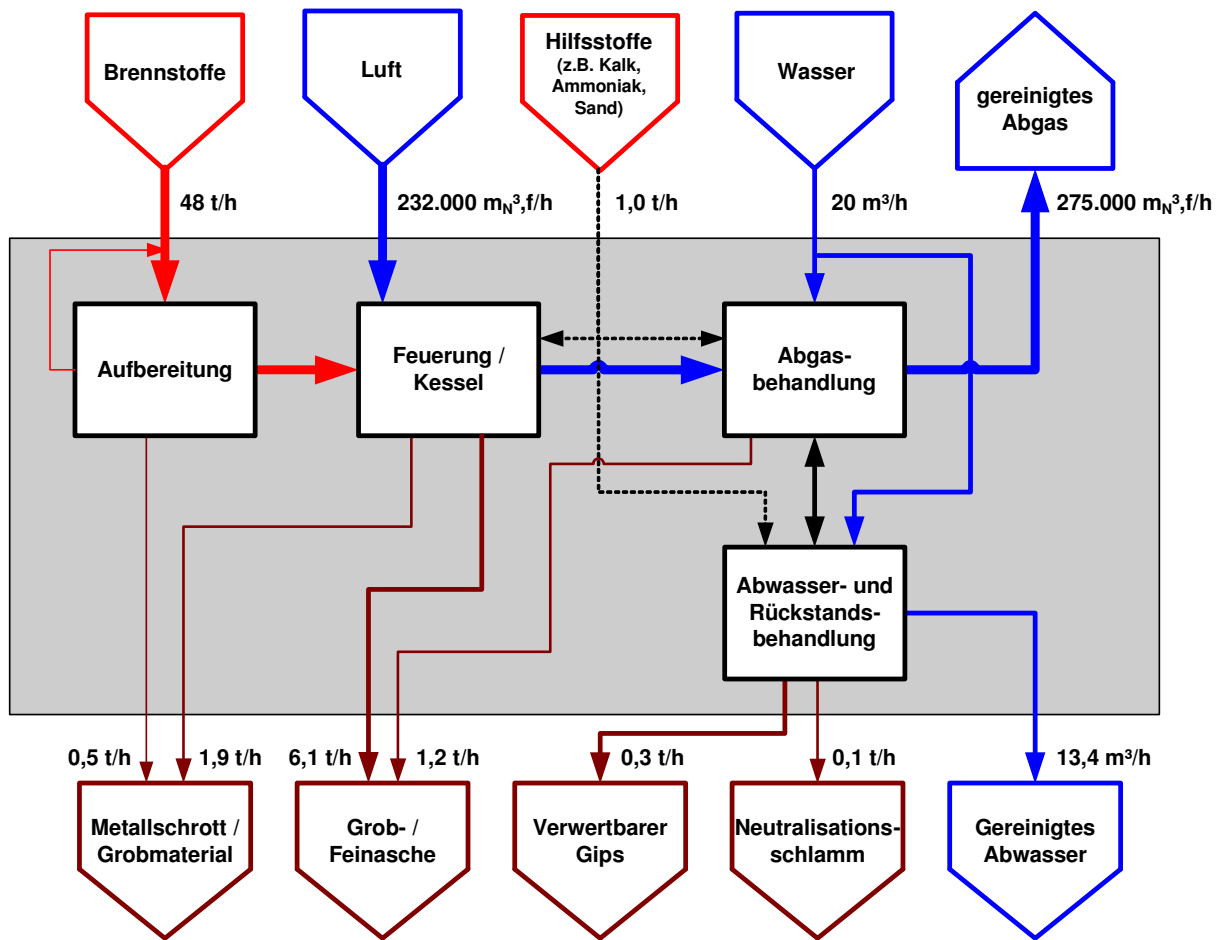 Brennstoffe
Luft
Hilfsstoffe
(z.B. Kalk,
Ammoniak,
Sand)
Wasser
gereinigtes
Abgas
48 t/h
232.000 m_N³,f/h
1,0 t/h
20 m³/h
275.000 m_N³,f/h
Aufbereitung
Feuerung /
Kessel
Abgas-
behandlung
Abwasser- und
Rückstands-
behandlung
0,5 t/h
1,9 t/h
6,1 t/h
1,2 t/h
0,3 t/h
0,1 t/h
13,4 m³/h
Metallschrott /
Grobmaterial
Grob- /
Feinasche
Verwertbarer
Gips
Neutralisations-
schlamm
Gereinigtes
Abwasser